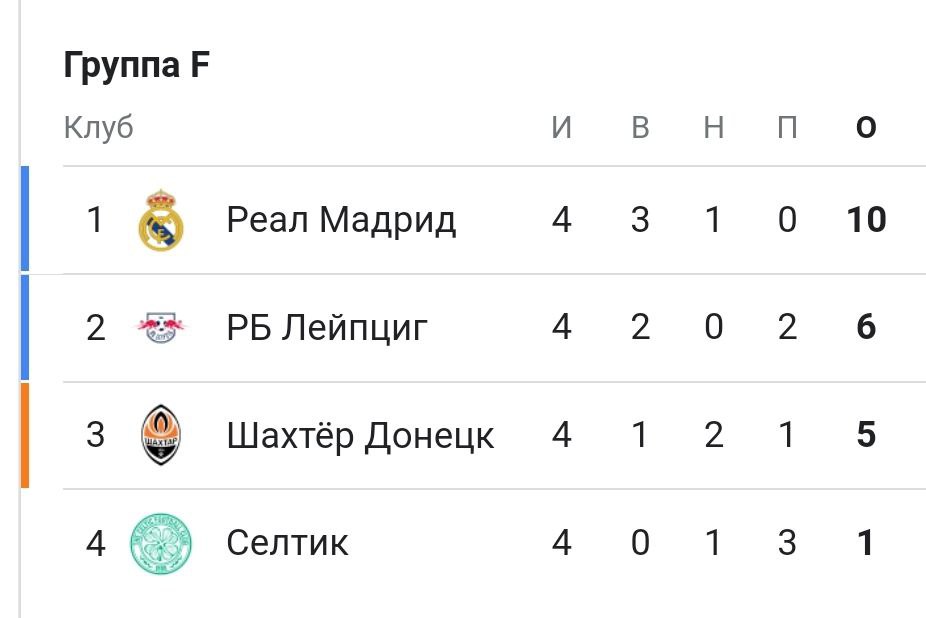 Группа F
Клуб И В Н П О
1 Реал Мадрид 4 3 1 0 10
2 РБ Лейпциг 4 2 0 2 6
3 ШАХТАР Шахтёр Донецк 4 1 2 1 5
4 Селтик 4 0 1 3 1